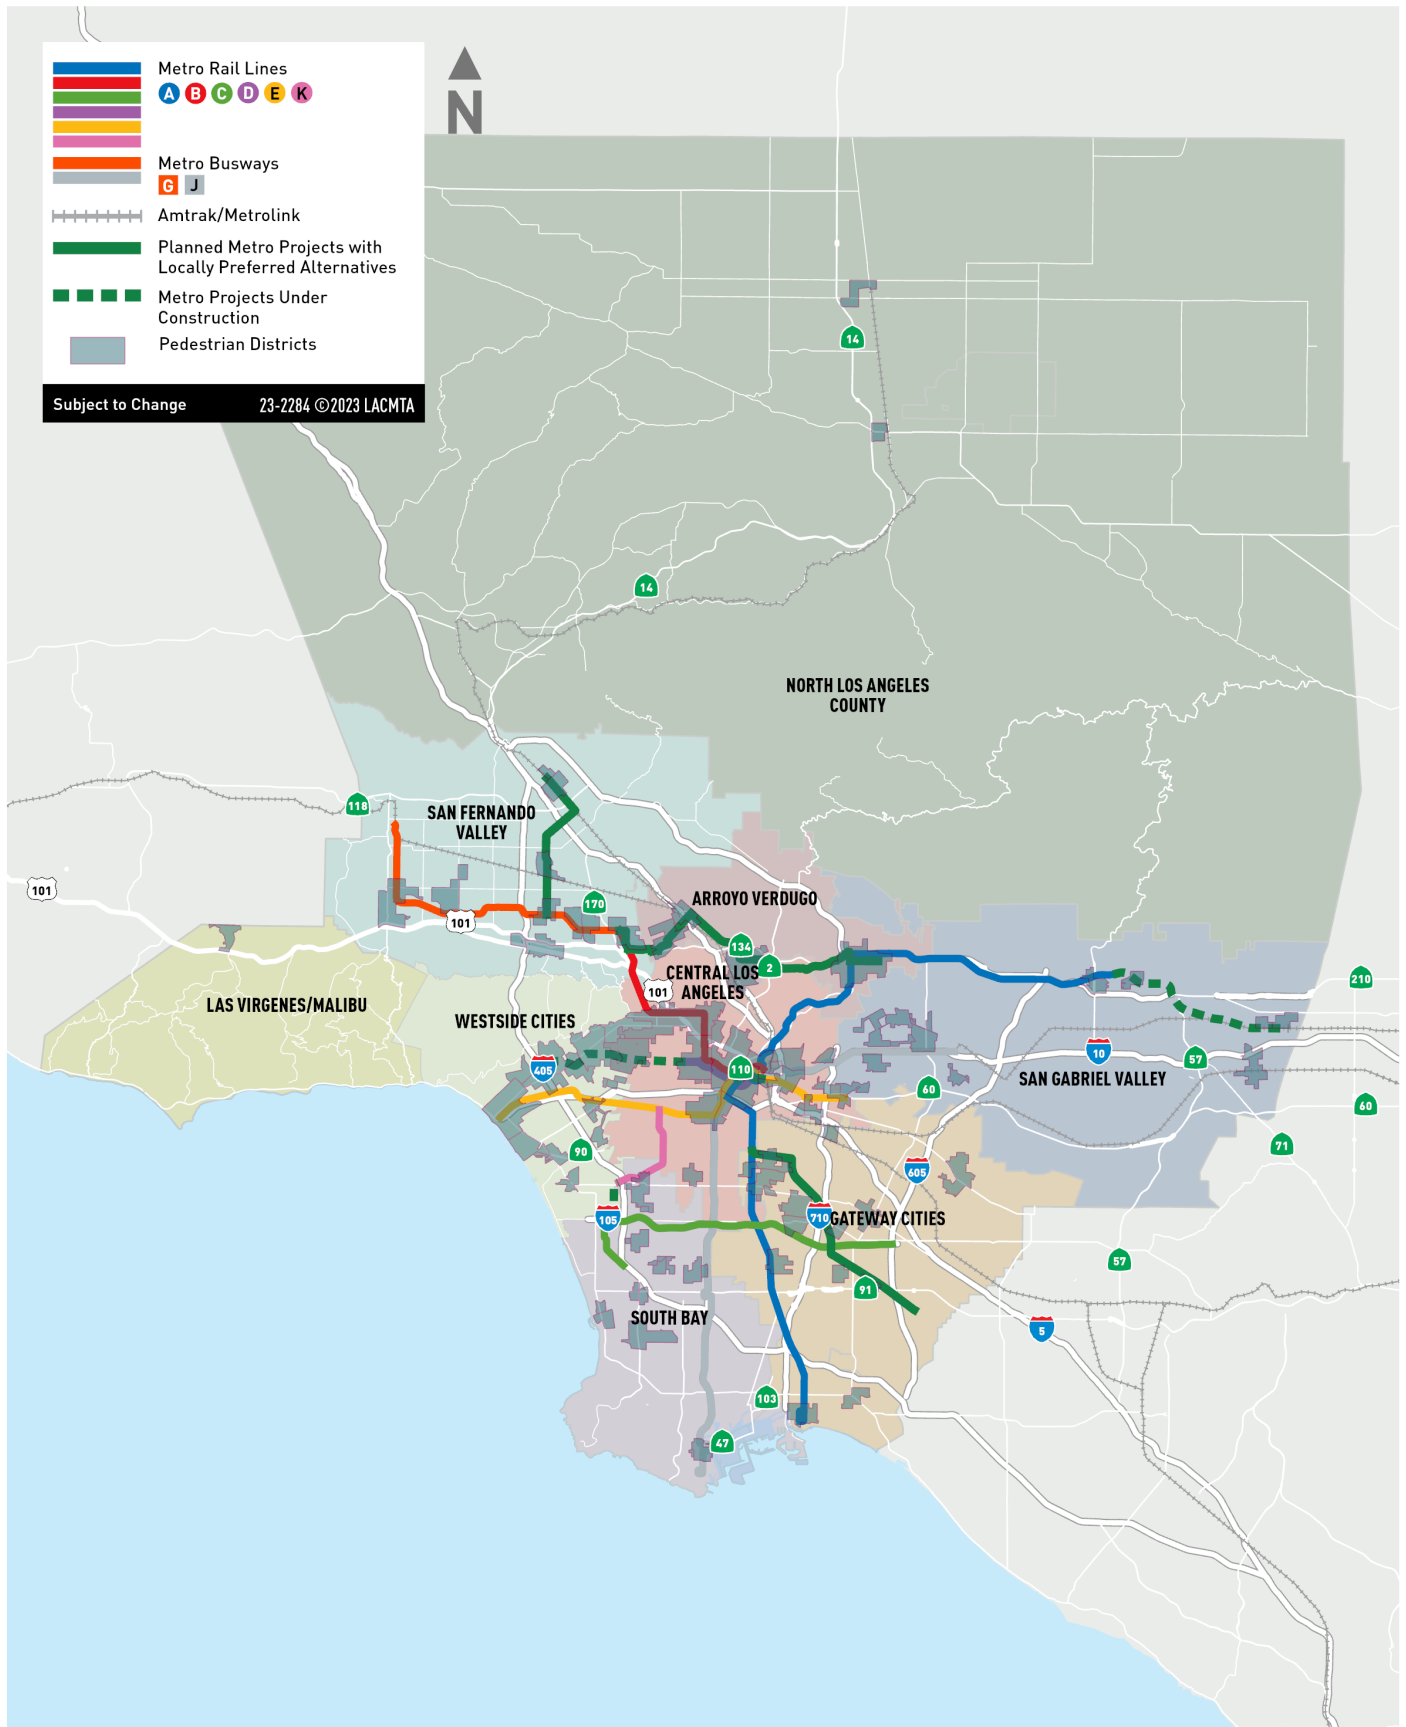 Metro Rail Lines
A B C D E K
Metro Busways
G J
Amtrak/Metrolink
Planned Metro Projects with
Locally Preferred Alternatives
Metro Projects Under
Construction
Pedestrian Districts
Subject to Change 23-2284 ©2023 LACMTA
N
14
14
NORTH LOS ANGELES
COUNTY
118
SAN FERNANDO
VALLEY
101
101
170
ARROYO VERDUGO
134
2
CENTRAL LOS
ANGELES
101
210
LAS VIRGENES/MALIBU
WESTSIDE CITIES
405
110
10
57
SAN GABRIEL VALLEY
60
60
90
71
605
105
710
GATEWAY CITIES
57
91
SOUTH BAY
5
103
47